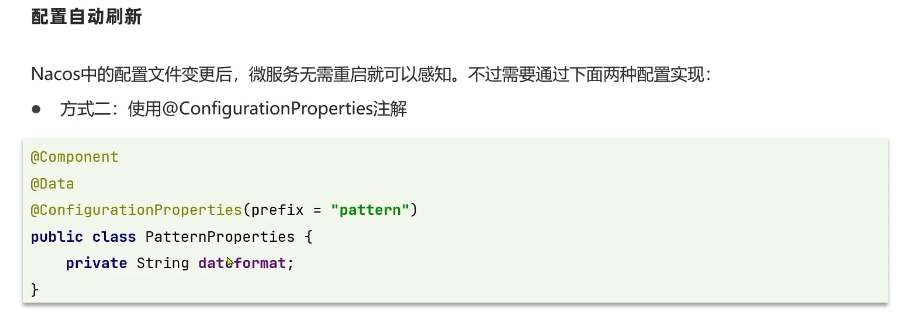 配置自动刷新
Nacos中的配置文件变更后，微服务无需重启就可以感知。不过需要通过下面两种配置实现：
● 方式二：使用@ConfigurationProperties注解
@Component
@Data
@ConfigurationProperties(prefix = "pattern")
public class PatternProperties {
    private String dateformat;
}